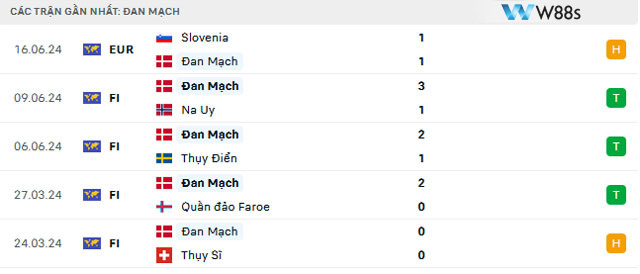 CÁC TRẬN GẦN NHẤT: ĐAN MẠCH
W88s
16.06.24 EUR Slovenia 1 H
Đan Mạch 1
09.06.24 FI Đan Mạch 3 T
Na Uy 1
06.06.24 FI Đan Mạch 2 T
Thụy Điển 1
27.03.24 FI Đan Mạch 2 T
Quần đảo Faroe 0
24.03.24 FI Đan Mạch 0 H
Thụy Sĩ 0